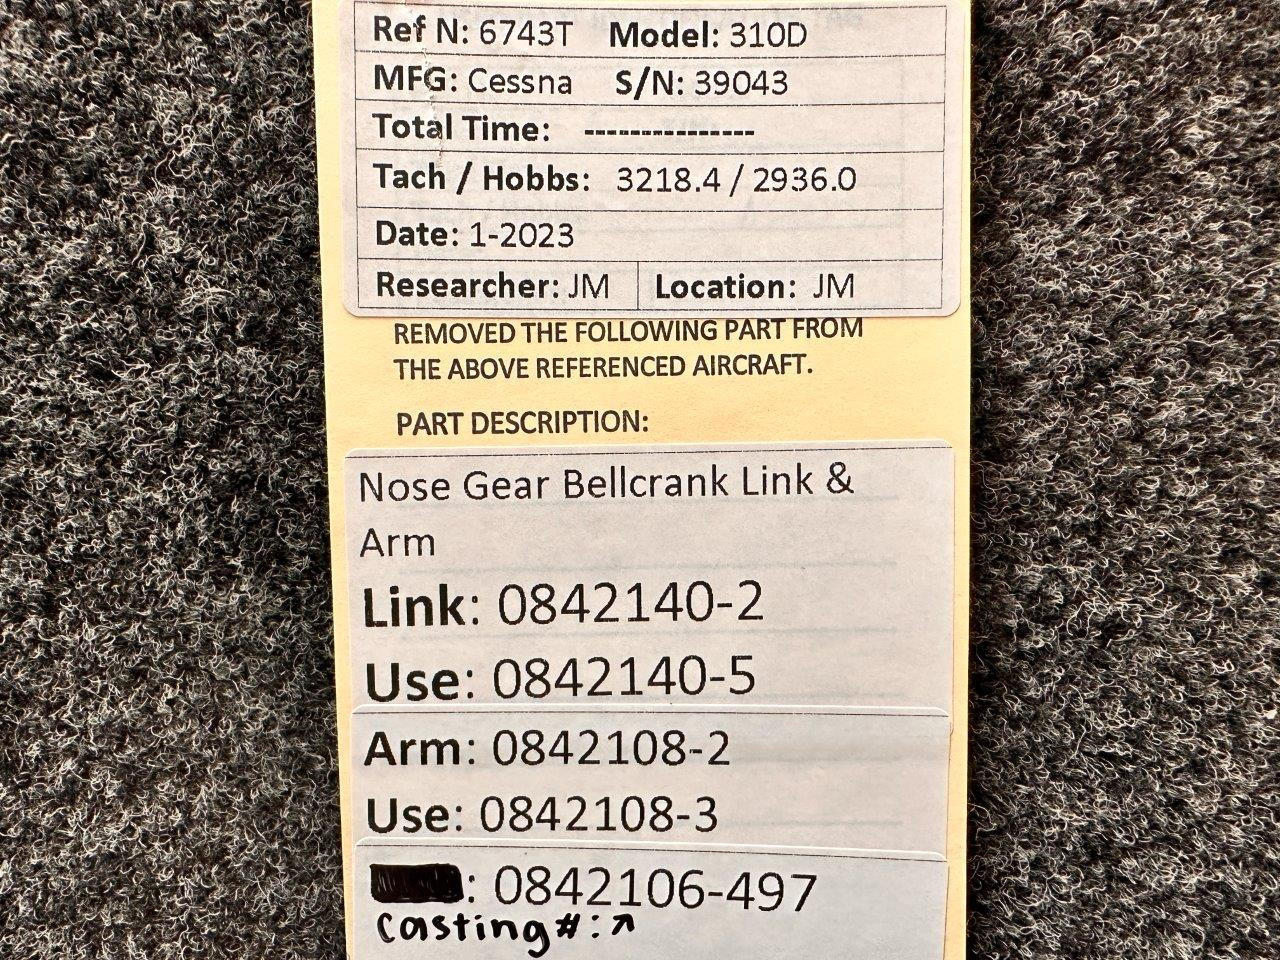 Ref N: 6743T Model: 310D
MFG: Cessna S/N: 39043
Total Time: ---------------
Tach / Hobbs: 3218.4 / 2936.0
Date: 1-2023
Researcher: JM Location: JM
REMOVED THE FOLLOWING PART FROM
THE ABOVE REFERENCED AIRCRAFT.
PART DESCRIPTION:
Nose Gear Bellcrank Link &
Arm
Link: 0842140-2
Use: 0842140-5
Arm: 0842108-2
Use: 0842108-3
: 0842106-497
Casting#: ↗